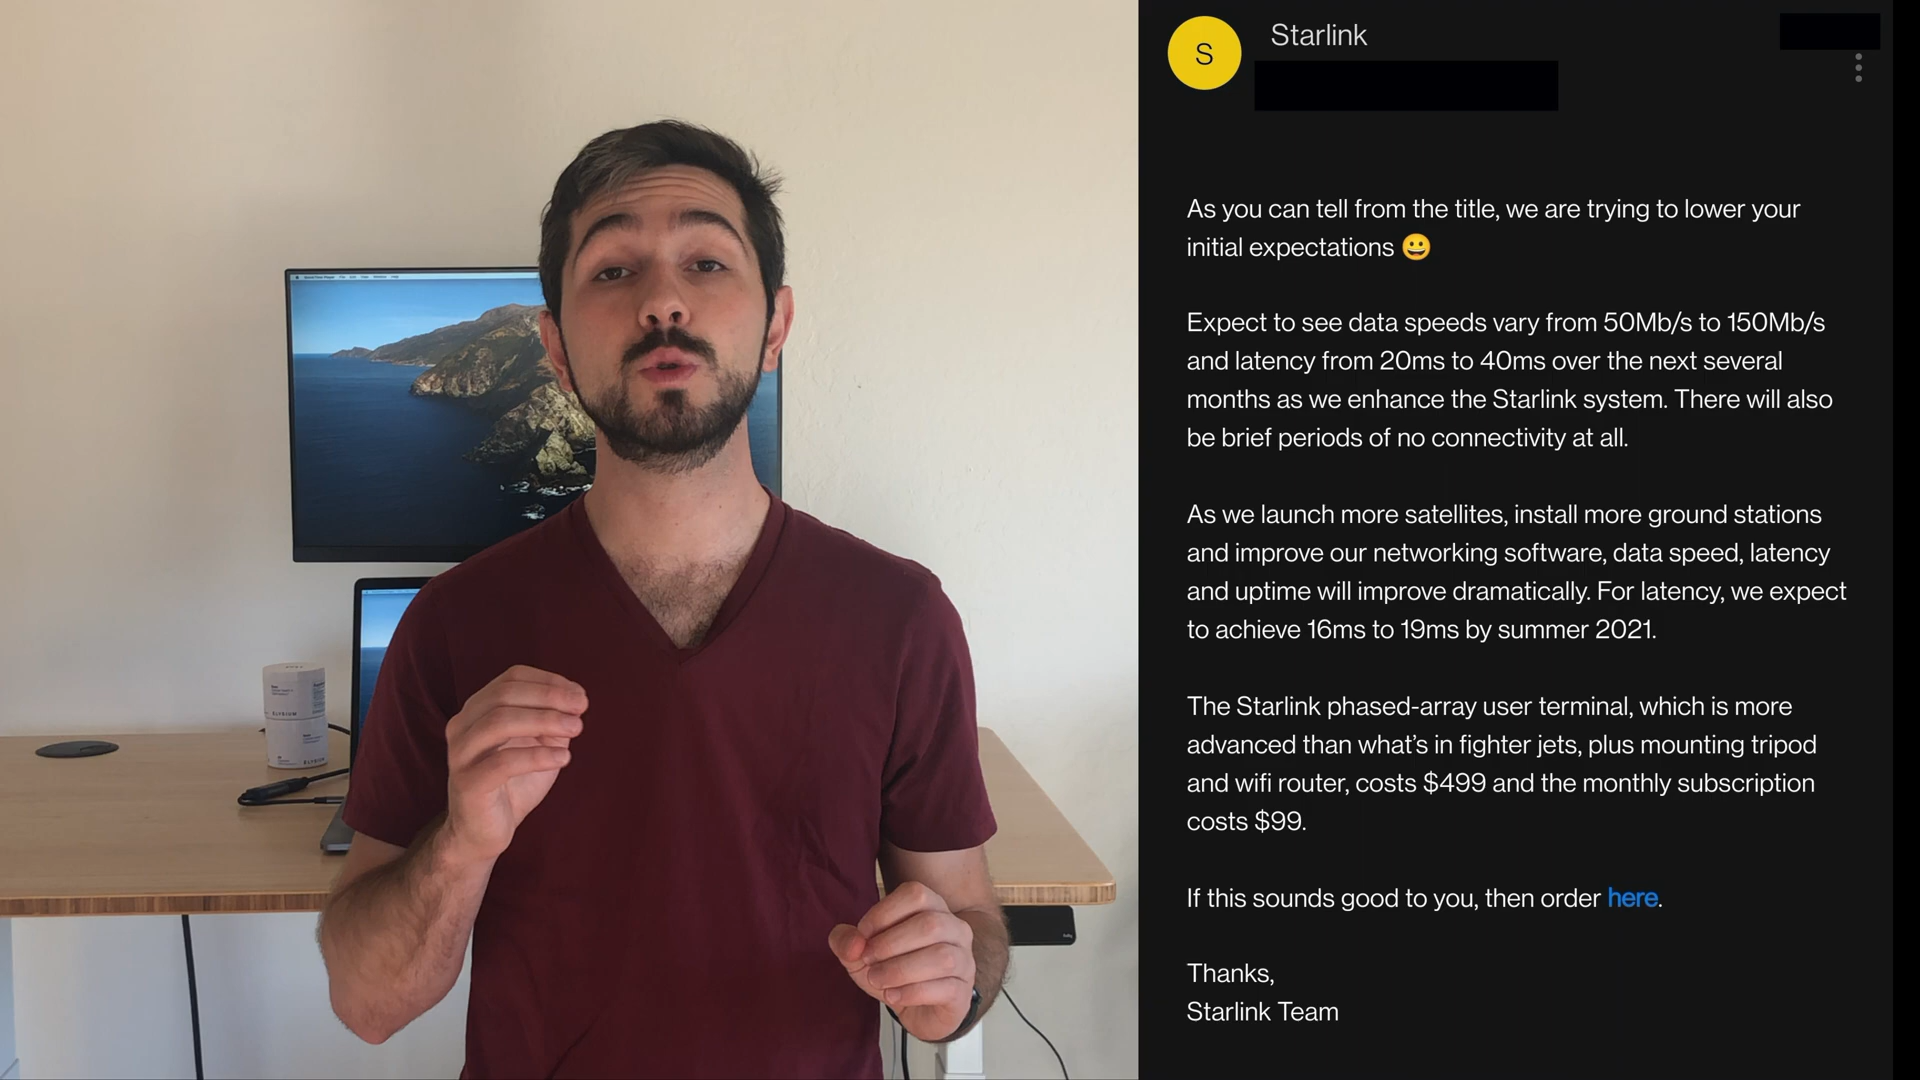 S
Starlink
As you can tell from the title, we are trying to lower your
initial expectations 😀
Expect to see data speeds vary from 50Mb/s to 150Mb/s
and latency from 20ms to 40ms over the next several
months as we enhance the Starlink system. There will also
be brief periods of no connectivity at all.
As we launch more satellites, install more ground stations
and improve our networking software, data speed, latency
and uptime will improve dramatically. For latency, we expect
to achieve 16ms to 19ms by summer 2021.
The Starlink phased-array user terminal, which is more
advanced than what’s in fighter jets, plus mounting tripod
and wifi router, costs $499 and the monthly subscription
costs $99.
If this sounds good to you, then order here.
Thanks,
Starlink Team
ELYSIUM